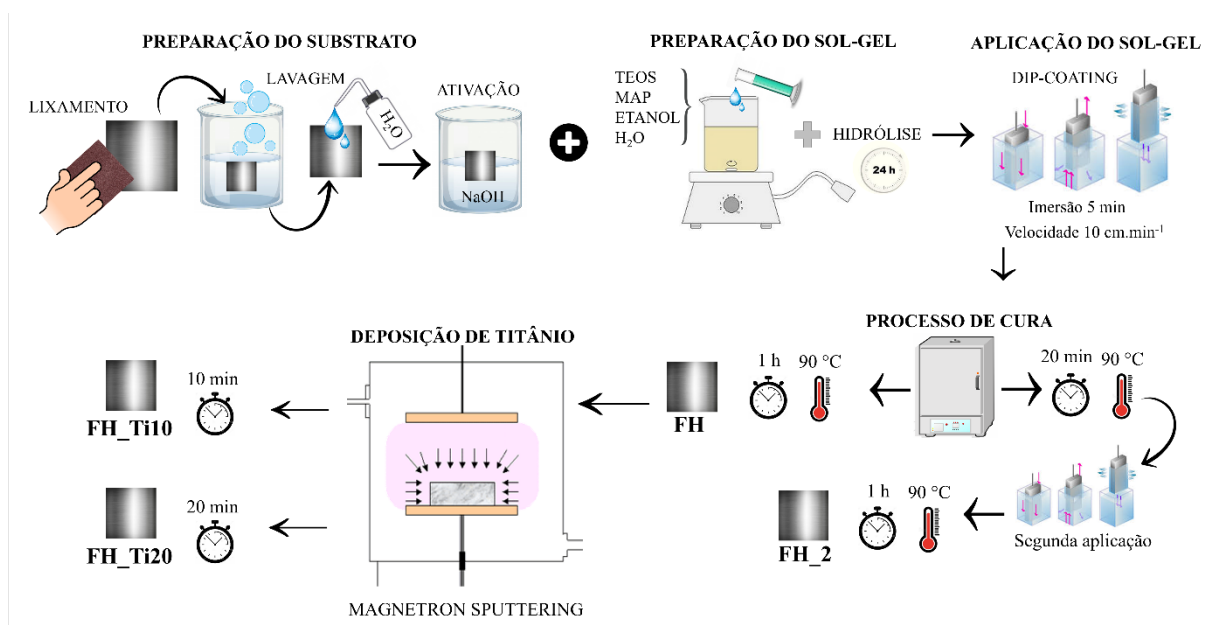 PREPARAÇÃO DO SUBSTRATO
LIXAMENTO
LAVAGEM
H₂O
ATIVAÇÃO
NaOH
PREPARAÇÃO DO SOL-GEL
TEOS
MAP
ETANOL
H₂O
HIDRÓLISE
24 h
APLICAÇÃO DO SOL-GEL
DIP-COATING
Imersão 5 min
Velocidade 10 cm.min⁻¹
PROCESSO DE CURA
1 h
90 °C
FH
20 min
90 °C
Segunda aplicação
1 h
90 °C
FH_2
DEPOSIÇÃO DE TITÂNIO
MAGNETRON SPUTTERING
10 min
FH_Ti10
20 min
FH_Ti20